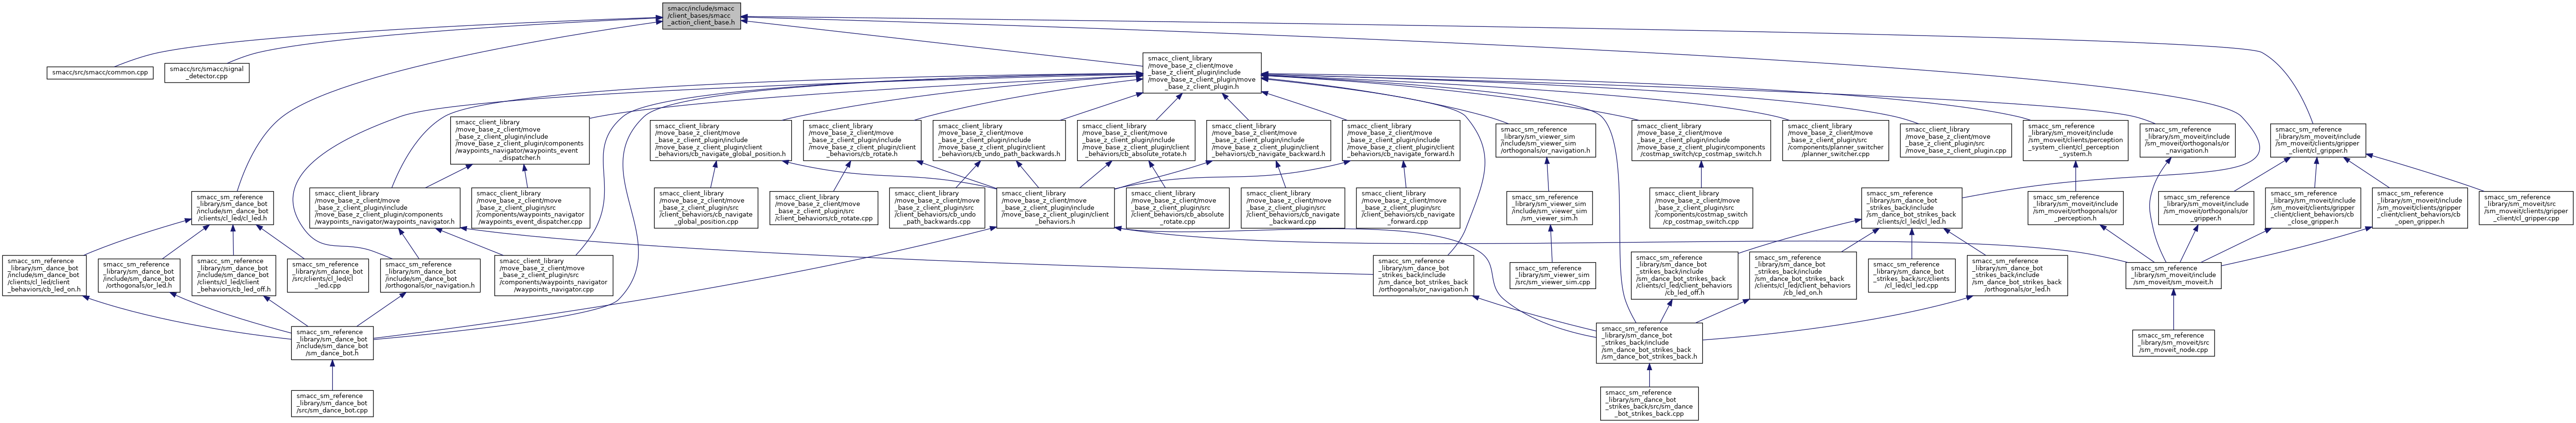 smacc/include/smacc
/client_bases/smacc
_action_client_base.h
smacc/src/smacc/common.cpp
smacc/src/smacc/signal
_detector.cpp
smacc_client_library
/move_base_z_client/move
_base_z_client_plugin/include
/move_base_z_client_plugin/move
_base_z_client_plugin.h
smacc_client_library
/move_base_z_client/move
_base_z_client_plugin/include
/move_base_z_client_plugin/components
/waypoints_navigator/waypoints_event
_dispatcher.h
smacc_client_library
/move_base_z_client/move
_base_z_client_plugin/include
/move_base_z_client_plugin/client
_behaviors/cb_navigate_global_position.h
smacc_client_library
/move_base_z_client/move
_base_z_client_plugin/include
/move_base_z_client_plugin/client
_behaviors/cb_rotate.h
smacc_client_library
/move_base_z_client/move
_base_z_client_plugin/include
/move_base_z_client_plugin/client
_behaviors/cb_undo_path_backwards.h
smacc_client_library
/move_base_z_client/move
_base_z_client_plugin/include
/move_base_z_client_plugin/client
_behaviors/cb_absolute_rotate.h
smacc_client_library
/move_base_z_client/move
_base_z_client_plugin/include
/move_base_z_client_plugin/client
_behaviors/cb_navigate_backward.h
smacc_client_library
/move_base_z_client/move
_base_z_client_plugin/include
/move_base_z_client_plugin/client
_behaviors/cb_navigate_forward.h
smacc_sm_reference
_library/sm_viewer_sim
/include/sm_viewer_sim
/orthogonals/or_navigation.h
smacc_client_library
/move_base_z_client/move
_base_z_client_plugin/include
/move_base_z_client_plugin/components
/costmap_switch/cp_costmap_switch.h
smacc_client_library
/move_base_z_client/move
_base_z_client_plugin/src
/components/planner_switcher
/planner_switcher.cpp
smacc_client_library
/move_base_z_client/move
_base_z_client_plugin/src
/move_base_z_client_plugin.cpp
smacc_sm_reference
_library/sm_moveit/include
/sm_moveit/clients/perception
_system_client/cl_perception
_system.h
smacc_sm_reference
_library/sm_moveit/include
/sm_moveit/orthogonals/or
_navigation.h
smacc_sm_reference
_library/sm_moveit/include
/sm_moveit/clients/gripper
_client/cl_gripper.h
smacc_sm_reference
_library/sm_dance_bot
/include/sm_dance_bot
/clients/cl_led/cl_led.h
smacc_client_library
/move_base_z_client/move
_base_z_client_plugin/include
/move_base_z_client_plugin/components
/waypoints_navigator/waypoints_navigator.h
smacc_client_library
/move_base_z_client/move
_base_z_client_plugin/src
/components/waypoints_navigator
/waypoints_event_dispatcher.cpp
smacc_client_library
/move_base_z_client/move
_base_z_client_plugin/src
/client_behaviors/cb_navigate
_global_position.cpp
smacc_client_library
/move_base_z_client/move
_base_z_client_plugin/src
/client_behaviors/cb_rotate.cpp
smacc_client_library
/move_base_z_client/move
_base_z_client_plugin/src
/client_behaviors/cb_undo
_path_backwards.cpp
smacc_client_library
/move_base_z_client/move
_base_z_client_plugin/include
/move_base_z_client_plugin/client
_behaviors.h
smacc_client_library
/move_base_z_client/move
_base_z_client_plugin/src
/client_behaviors/cb_absolute
_rotate.cpp
smacc_client_library
/move_base_z_client/move
_base_z_client_plugin/src
/client_behaviors/cb_navigate
_backward.cpp
smacc_client_library
/move_base_z_client/move
_base_z_client_plugin/src
/client_behaviors/cb_navigate
_forward.cpp
smacc_sm_reference
_library/sm_viewer_sim
/include/sm_viewer_sim
/sm_viewer_sim.h
smacc_client_library
/move_base_z_client/move
_base_z_client_plugin/src
/components/costmap_switch
/cp_costmap_switch.cpp
smacc_sm_reference
_library/sm_dance_bot
_strikes_back/include
/sm_dance_bot_strikes_back
/clients/cl_led/cl_led.h
smacc_sm_reference
_library/sm_moveit/include
/sm_moveit/orthogonals/or
_perception.h
smacc_sm_reference
_library/sm_moveit/include
/sm_moveit/orthogonals/or
_gripper.h
smacc_sm_reference
_library/sm_moveit/include
/sm_moveit/clients/gripper
_client/client_behaviors/cb
_close_gripper.h
smacc_sm_reference
_library/sm_moveit/include
/sm_moveit/clients/gripper
_client/client_behaviors/cb
_open_gripper.h
smacc_sm_reference
_library/sm_moveit/src
/sm_moveit/clients/gripper
_client/cl_gripper.cpp
smacc_sm_reference
_library/sm_dance_bot
/include/sm_dance_bot
/clients/cl_led/client
_behaviors/cb_led_on.h
smacc_sm_reference
_library/sm_dance_bot
/include/sm_dance_bot
/orthogonals/or_led.h
smacc_sm_reference
_library/sm_dance_bot
/include/sm_dance_bot
/clients/cl_led/client
_behaviors/cb_led_off.h
smacc_sm_reference
_library/sm_dance_bot
/src/clients/cl_led/cl
_led.cpp
smacc_sm_reference
_library/sm_dance_bot
/include/sm_dance_bot
/orthogonals/or_navigation.h
smacc_client_library
/move_base_z_client/move
_base_z_client_plugin/src
/components/waypoints_navigator
/waypoints_navigator.cpp
smacc_sm_reference
_library/sm_dance_bot
_strikes_back/include
/sm_dance_bot_strikes_back
/orthogonals/or_navigation.h
smacc_sm_reference
_library/sm_viewer_sim
/src/sm_viewer_sim.cpp
smacc_sm_reference
_library/sm_dance_bot
_strikes_back/include
/sm_dance_bot_strikes_back
/clients/cl_led/client_behaviors
/cb_led_off.h
smacc_sm_reference
_library/sm_dance_bot
_strikes_back/include
/sm_dance_bot_strikes_back
/clients/cl_led/client_behaviors
/cb_led_on.h
smacc_sm_reference
_library/sm_dance_bot
_strikes_back/src/clients
/cl_led/cl_led.cpp
smacc_sm_reference
_library/sm_dance_bot
_strikes_back/include
/sm_dance_bot_strikes_back
/orthogonals/or_led.h
smacc_sm_reference
_library/sm_moveit/include
/sm_moveit/sm_moveit.h
smacc_sm_reference
_library/sm_dance_bot
/include/sm_dance_bot
/sm_dance_bot.h
smacc_sm_reference
_library/sm_dance_bot
_strikes_back/include
/sm_dance_bot_strikes_back
/sm_dance_bot_strikes_back.h
smacc_sm_reference
_library/sm_moveit/src
/sm_moveit_node.cpp
smacc_sm_reference
_library/sm_dance_bot
/src/sm_dance_bot.cpp
smacc_sm_reference
_library/sm_dance_bot
_strikes_back/src/sm_dance
_bot_strikes_back.cpp